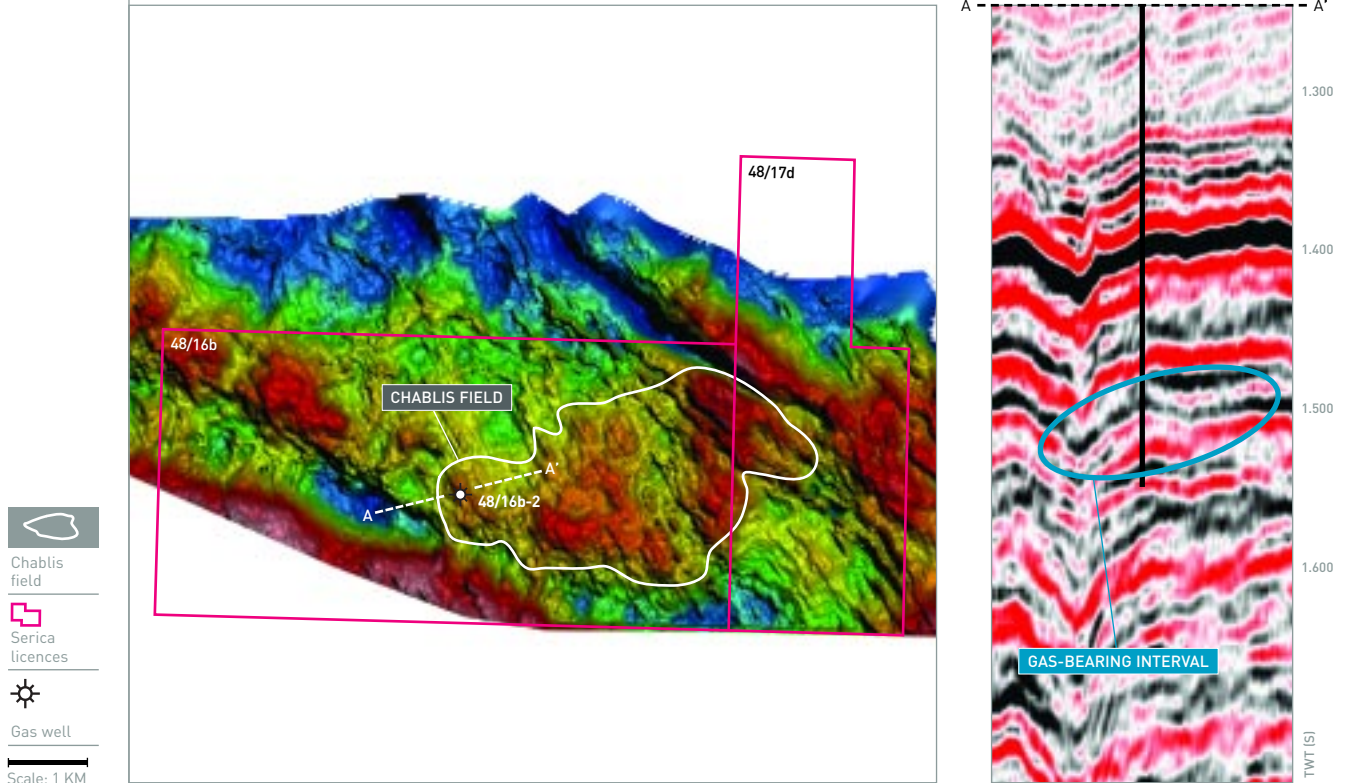 48/17d
48/16b
CHABLIS FIELD
A'
48/16b-2
A
Chablis
field
Serica
licences
Gas well
Scale: 1 KM
A
A'
1.300
1.400
1.500
1.600
GAS-BEARING INTERVAL
TWT (S)